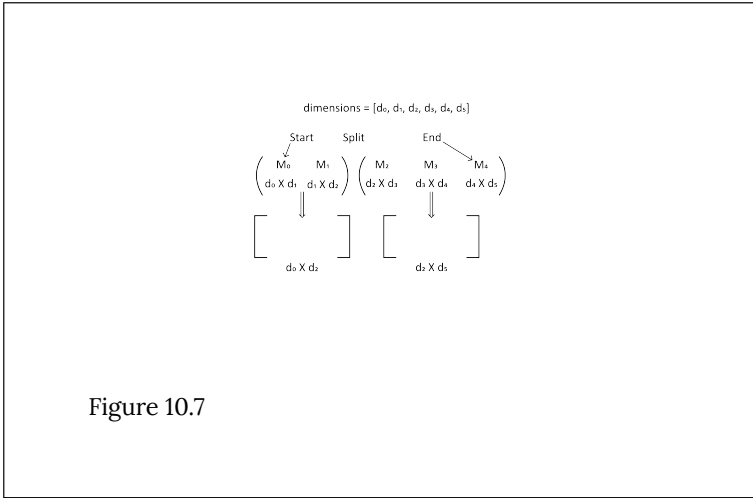 dimensions = [d₀, d₁, d₂, d₃, d₄, d₅]
Start Split End
M₀ M₁ M₂ M₃ M₄
d₀ X d₁ d₁ X d₂ d₂ X d₃ d₃ X d₄ d₄ X d₅
d₀ X d₂ d₂ X d₅
Figure 10.7